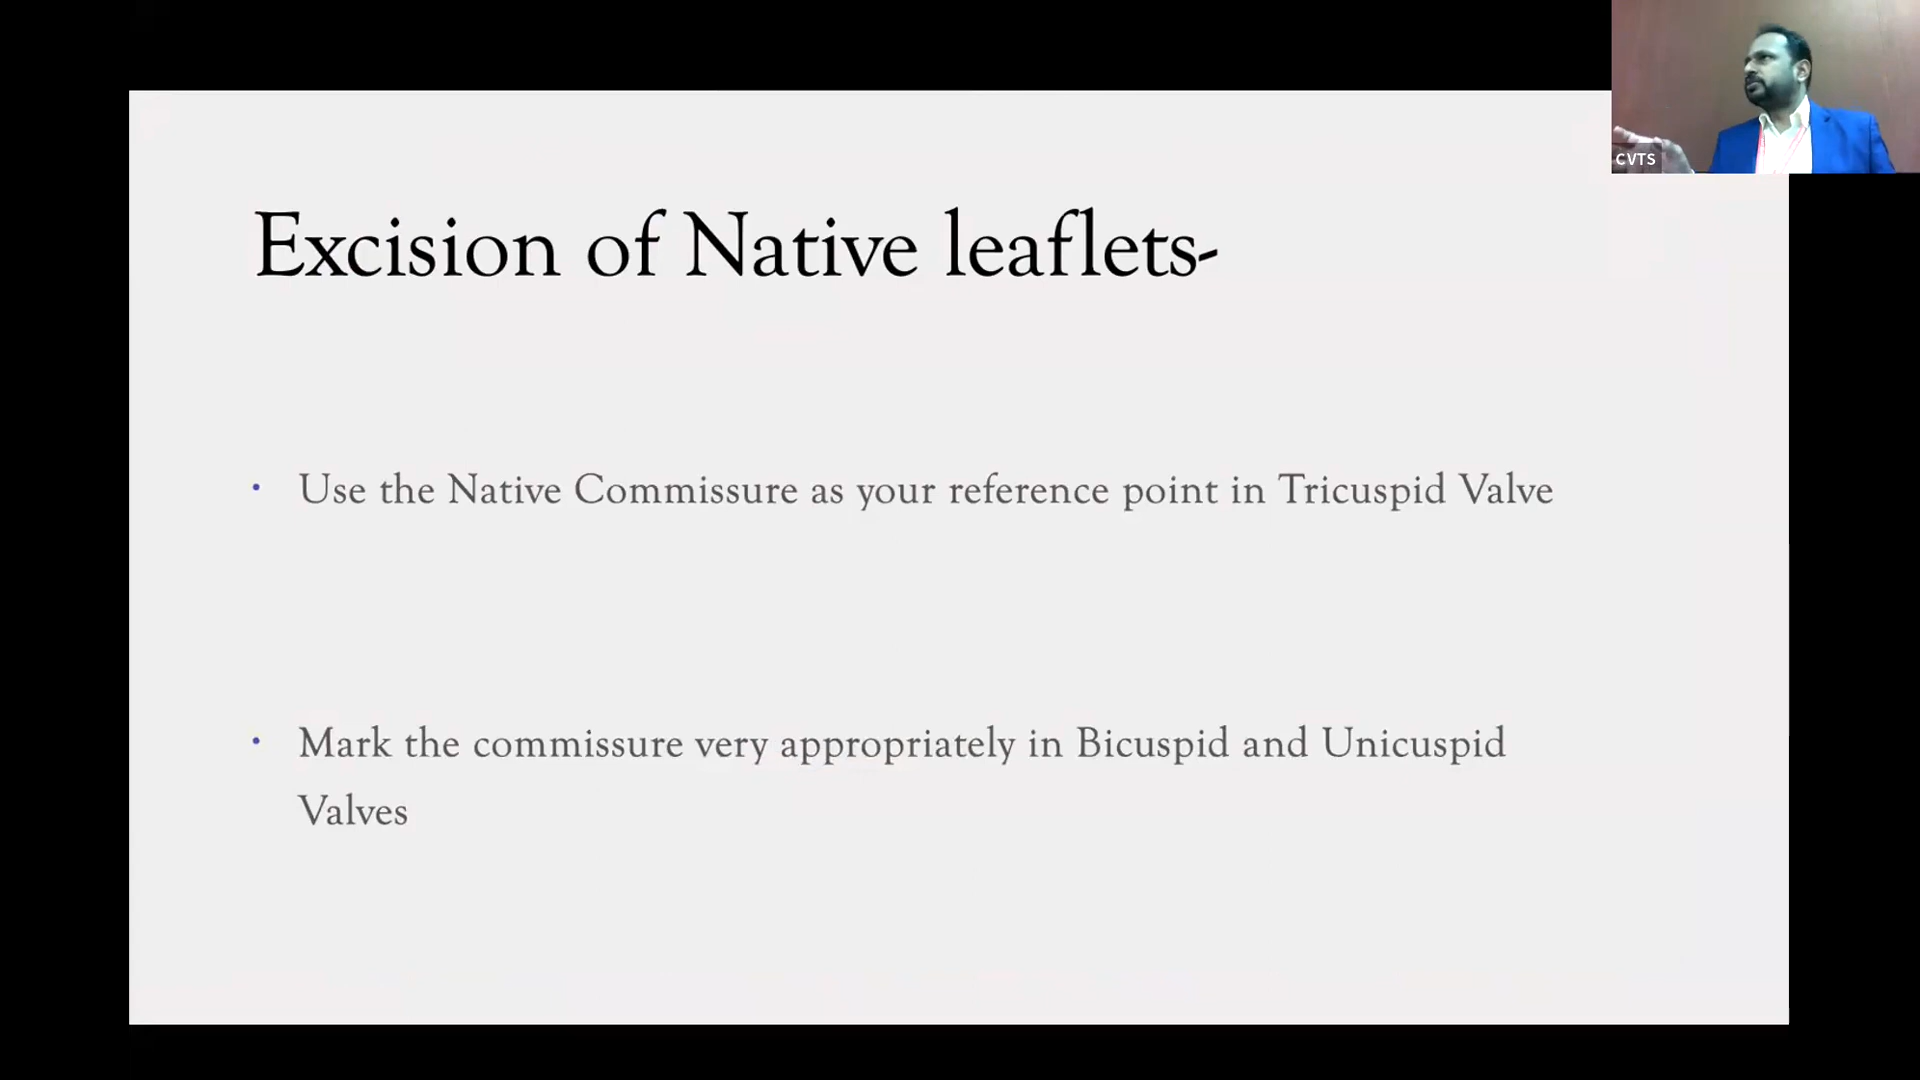 CVTS
Excision of Native leaflets-
• Use the Native Commissure as your reference point in Tricuspid Valve
• Mark the commissure very appropriately in Bicuspid and Unicuspid
Valves